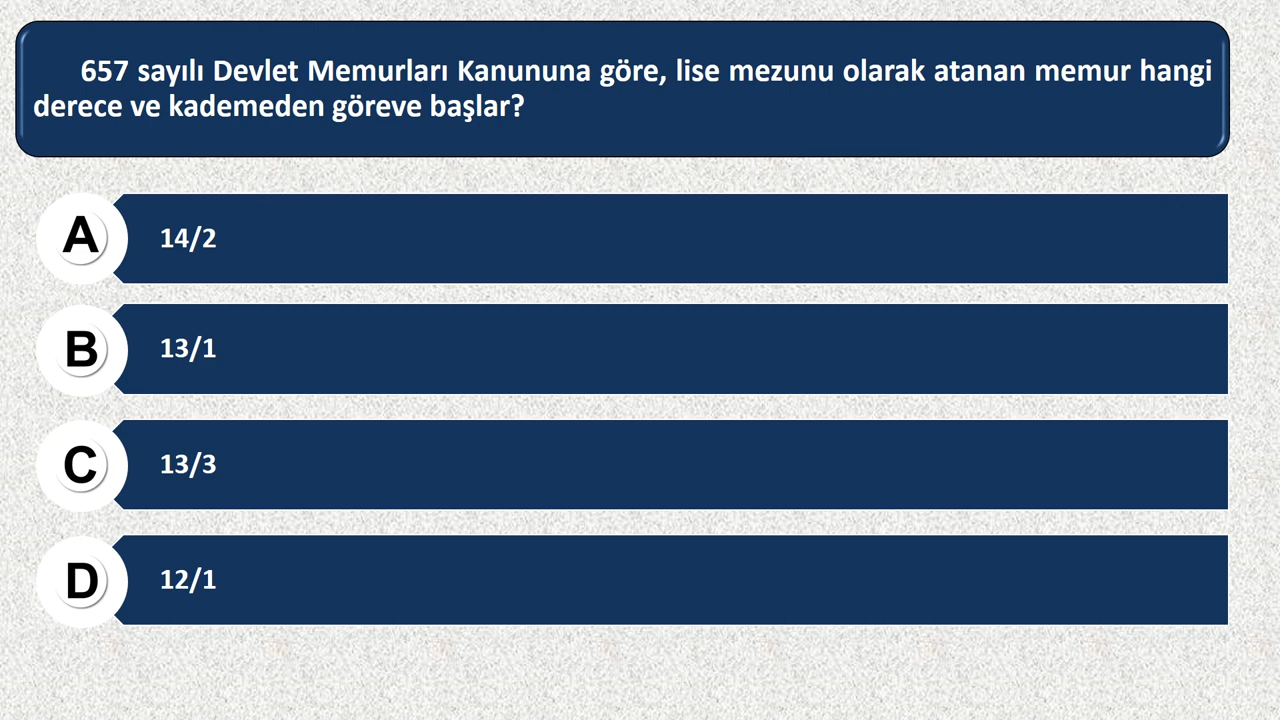 657 sayılı Devlet Memurları Kanununa göre, lise mezunu olarak atanan memur hangi
derece ve kademeden göreve başlar?
A 14/2
B 13/1
C 13/3
D 12/1